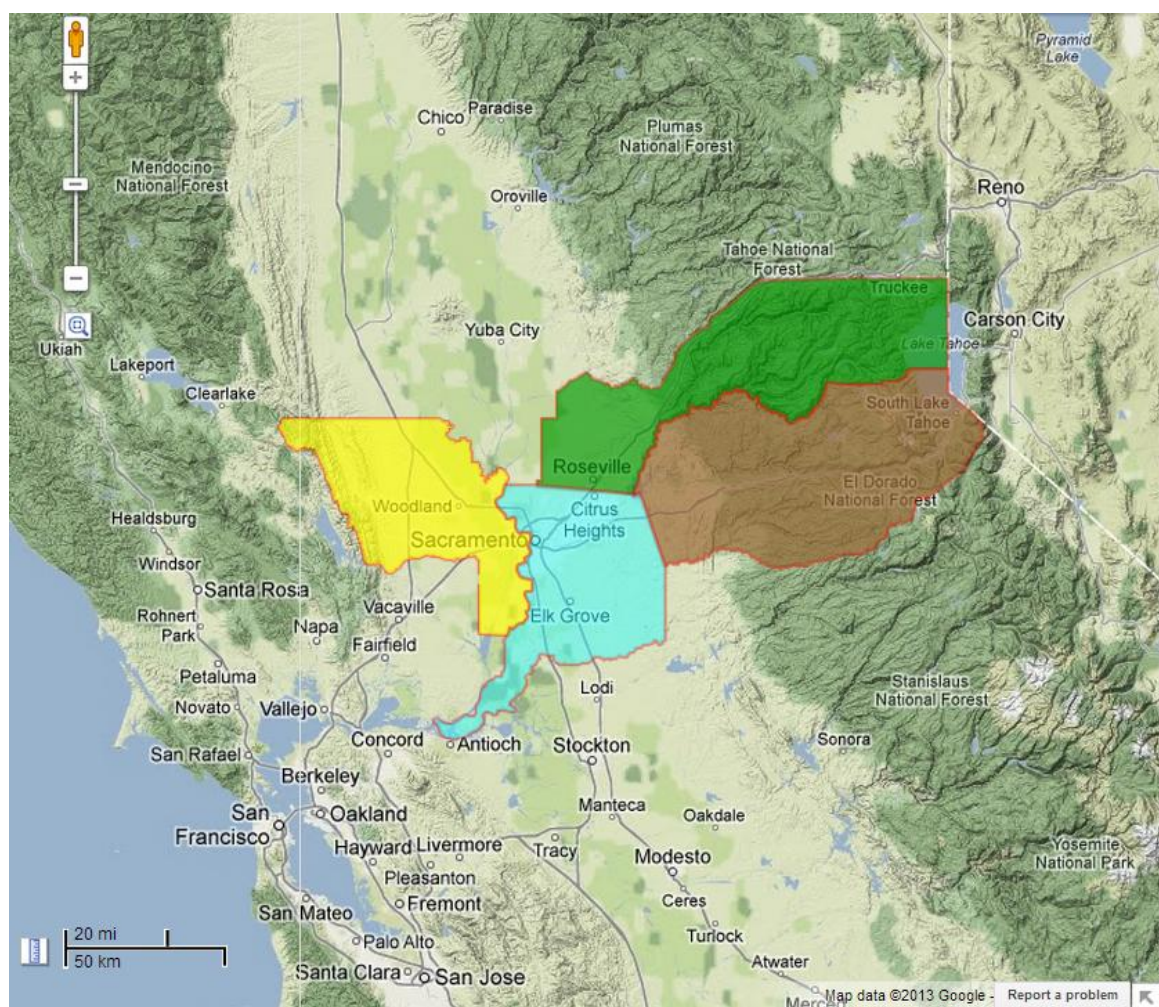 Pyramid
Lake
Paradise
Chico
Plumas
National Forest
Mendocino
National Forest
Reno
Oroville
Tahoe National
Forest
Truckee
Carson City
Yuba City
Lake Tahoe
Ukiah
Lakeport
Clearlake
South Lake
Tahoe
Roseville
El Dorado
National Forest
Woodland
Citrus
Heights
Healdsburg
Sacramento
Windsor
Santa Rosa
Vacaville
Elk Grove
Rohnert
Park
Napa
Fairfield
Petaluma
Lodi
Stanislaus
National Forest
Novato
Vallejo
Concord
Antioch
San Rafael
Stockton
Sonora
Berkeley
Manteca
San
Francisco
Oakland
Oakdale
Hayward
Livermore
Tracy
Yosemite
National Park
Modesto
Pleasanton
Ceres
San Mateo
Fremont
20 mi
Palo Alto
Turlock
50 km
Atwater
Santa Clara
San Jose
Merced
Map data ©2013 Google -
Report a problem